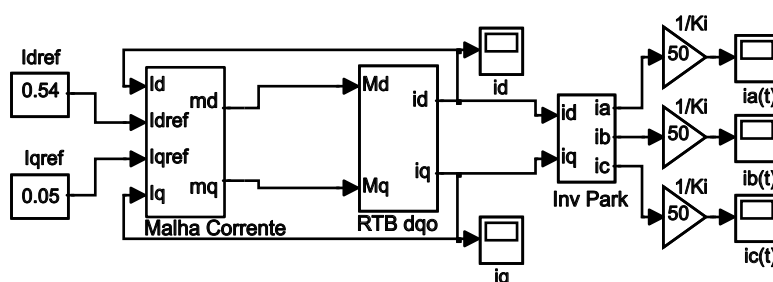 Idref
0.54
Iqref
0.05
Id
Idref
Iqref
Iq
md
mq
Malha Corrente
Md
Mq
id
iq
RTB dqo
id
iq
id
iq
ia
ib
ic
Inv Park
1/Ki
50
ia(t)
1/Ki
50
ib(t)
1/Ki
50
ic(t)